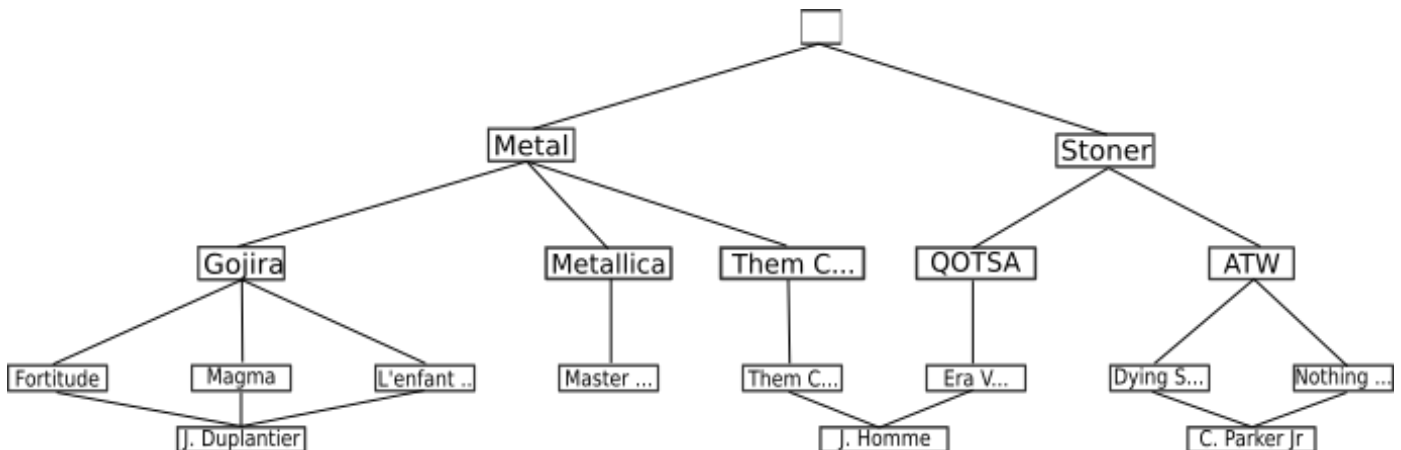 Metal
Stoner
Gojira
Metallica
Them C...
QOTSA
ATW
Fortitude
Magma
L'enfant ..
Master ...
Them C...
Era V...
Dying S...
Nothing ...
J. Duplantier
J. Homme
C. Parker Jr